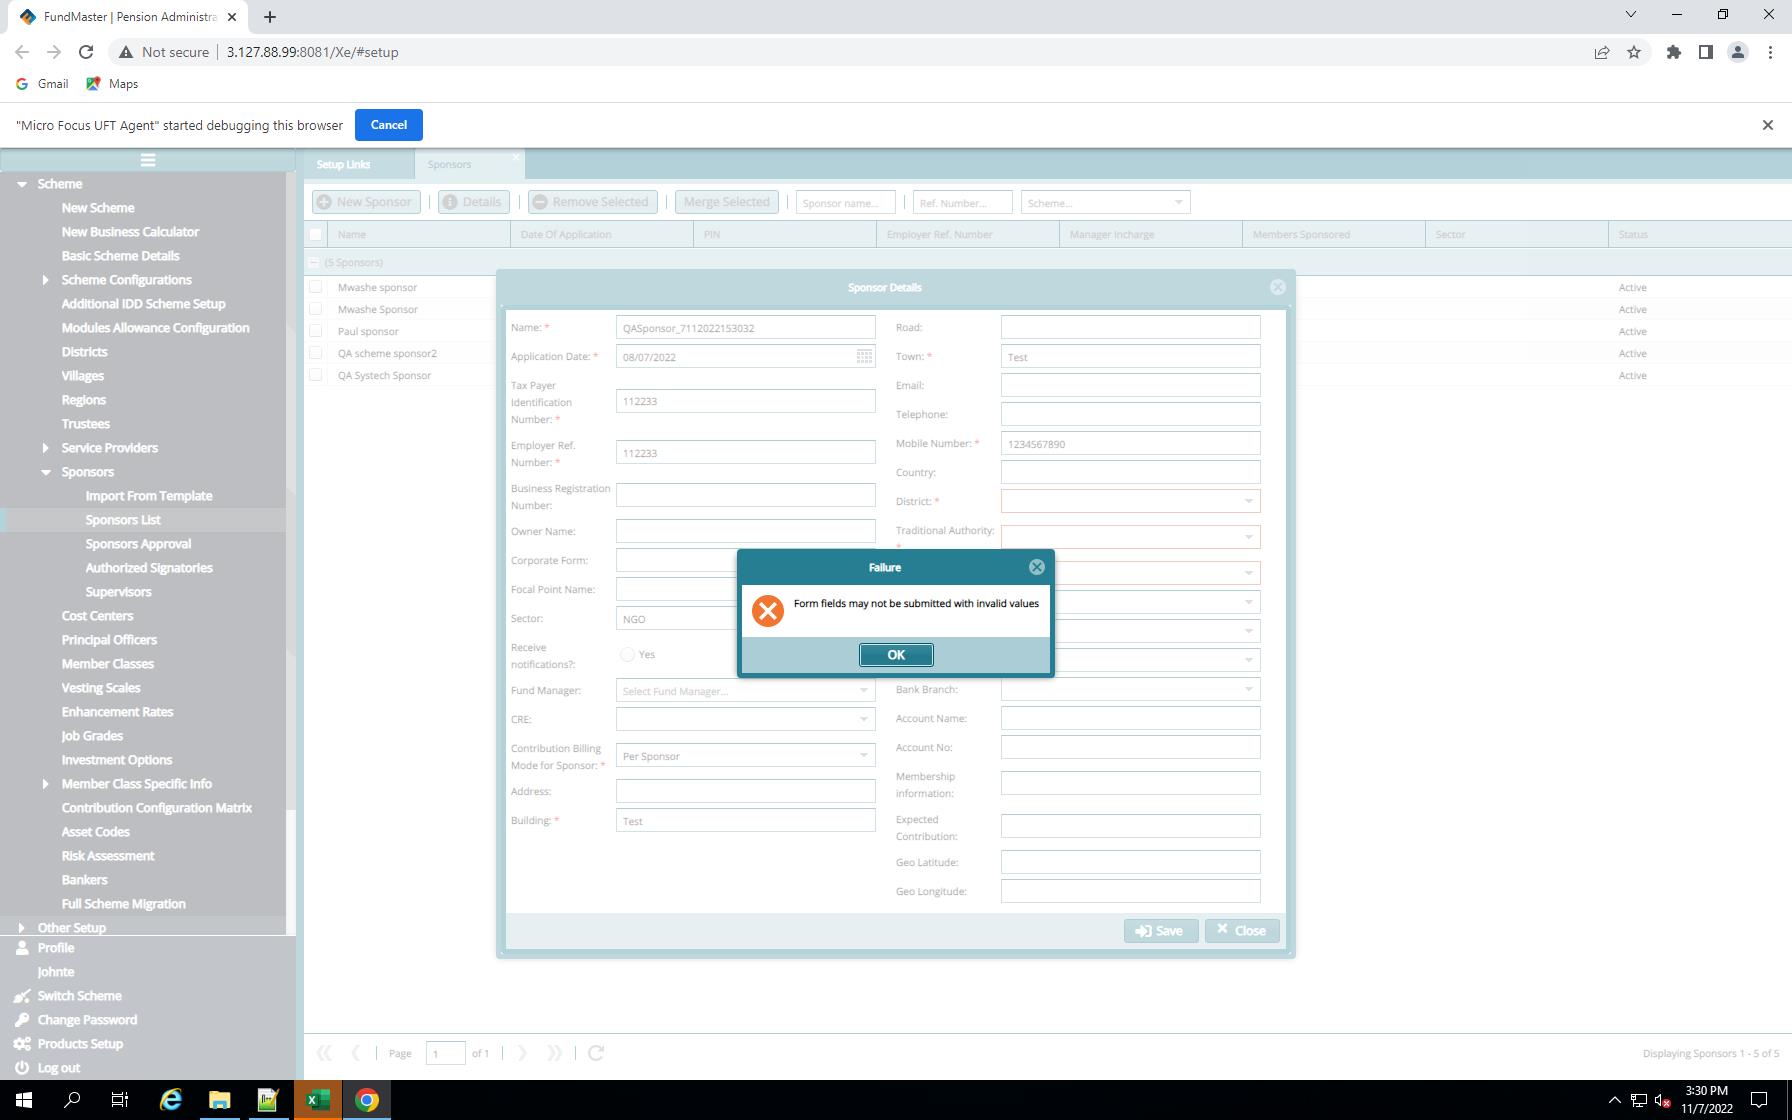 FundMaster | Pension Administra
Not secure
3.127.88.99:8081/Xe/#setup
Gmail
Maps
"Micro Focus UFT Agent" started debugging this browser
Cancel
Scheme
New Scheme
New Business Calculator
Basic Scheme Details
Scheme Configurations
Additional IDD Scheme Setup
Modules Allowance Configuration
Districts
Villages
Regions
Trustees
Service Providers
Sponsors
Import From Template
Sponsors List
Sponsors Approval
Authorized Signatories
Supervisors
Cost Centers
Principal Officers
Member Classes
Vesting Scales
Enhancement Rates
Job Grades
Investment Options
Member Class Specific Info
Contribution Configuration Matrix
Asset Codes
Risk Assessment
Bankers
Full Scheme Migration
Other Setup
Profile
Johnte
Switch Scheme
Change Password
Products Setup
Log out
Setup Links
Sponsors
New Sponsor
Details
Remove Selected
Merge Selected
Sponsor name...
Ref. Number...
Scheme...
Name
Date Of Application
PIN
Employer Ref. Number
Manager Incharge
Members Sponsored
Sector
Status
(5 Sponsors)
Mwashe sponsor
Active
Mwashe Sponsor
Active
Paul sponsor
Active
QA scheme sponsor2
Active
QA Systech Sponsor
Active
Sponsor Details
Name: *
QASponsor_7112022153032
Application Date: *
08/07/2022
Tax Payer
Identification
Number: *
112233
Employer Ref.
Number: *
112233
Business Registration
Number:
Owner Name:
Corporate Form:
Focal Point Name:
Sector:
NGO
Receive
notifications?:
Yes
Fund Manager:
Select Fund Manager...
CRE:
Contribution Billing
Mode for Sponsor: *
Per Sponsor
Address:
Building: *
Test
Road:
Town: *
Test
Email:
Telephone:
Mobile Number: *
1234567890
Country:
District: *
Traditional Authority:
*
Bank Branch:
Account Name:
Account No:
Membership
information:
Expected
Contribution:
Geo Latitude:
Geo Longitude:
Save
Close
Failure
Form fields may not be submitted with invalid values
OK
Page
1
of 1
Displaying Sponsors 1 - 5 of 5
3:30 PM
11/7/2022